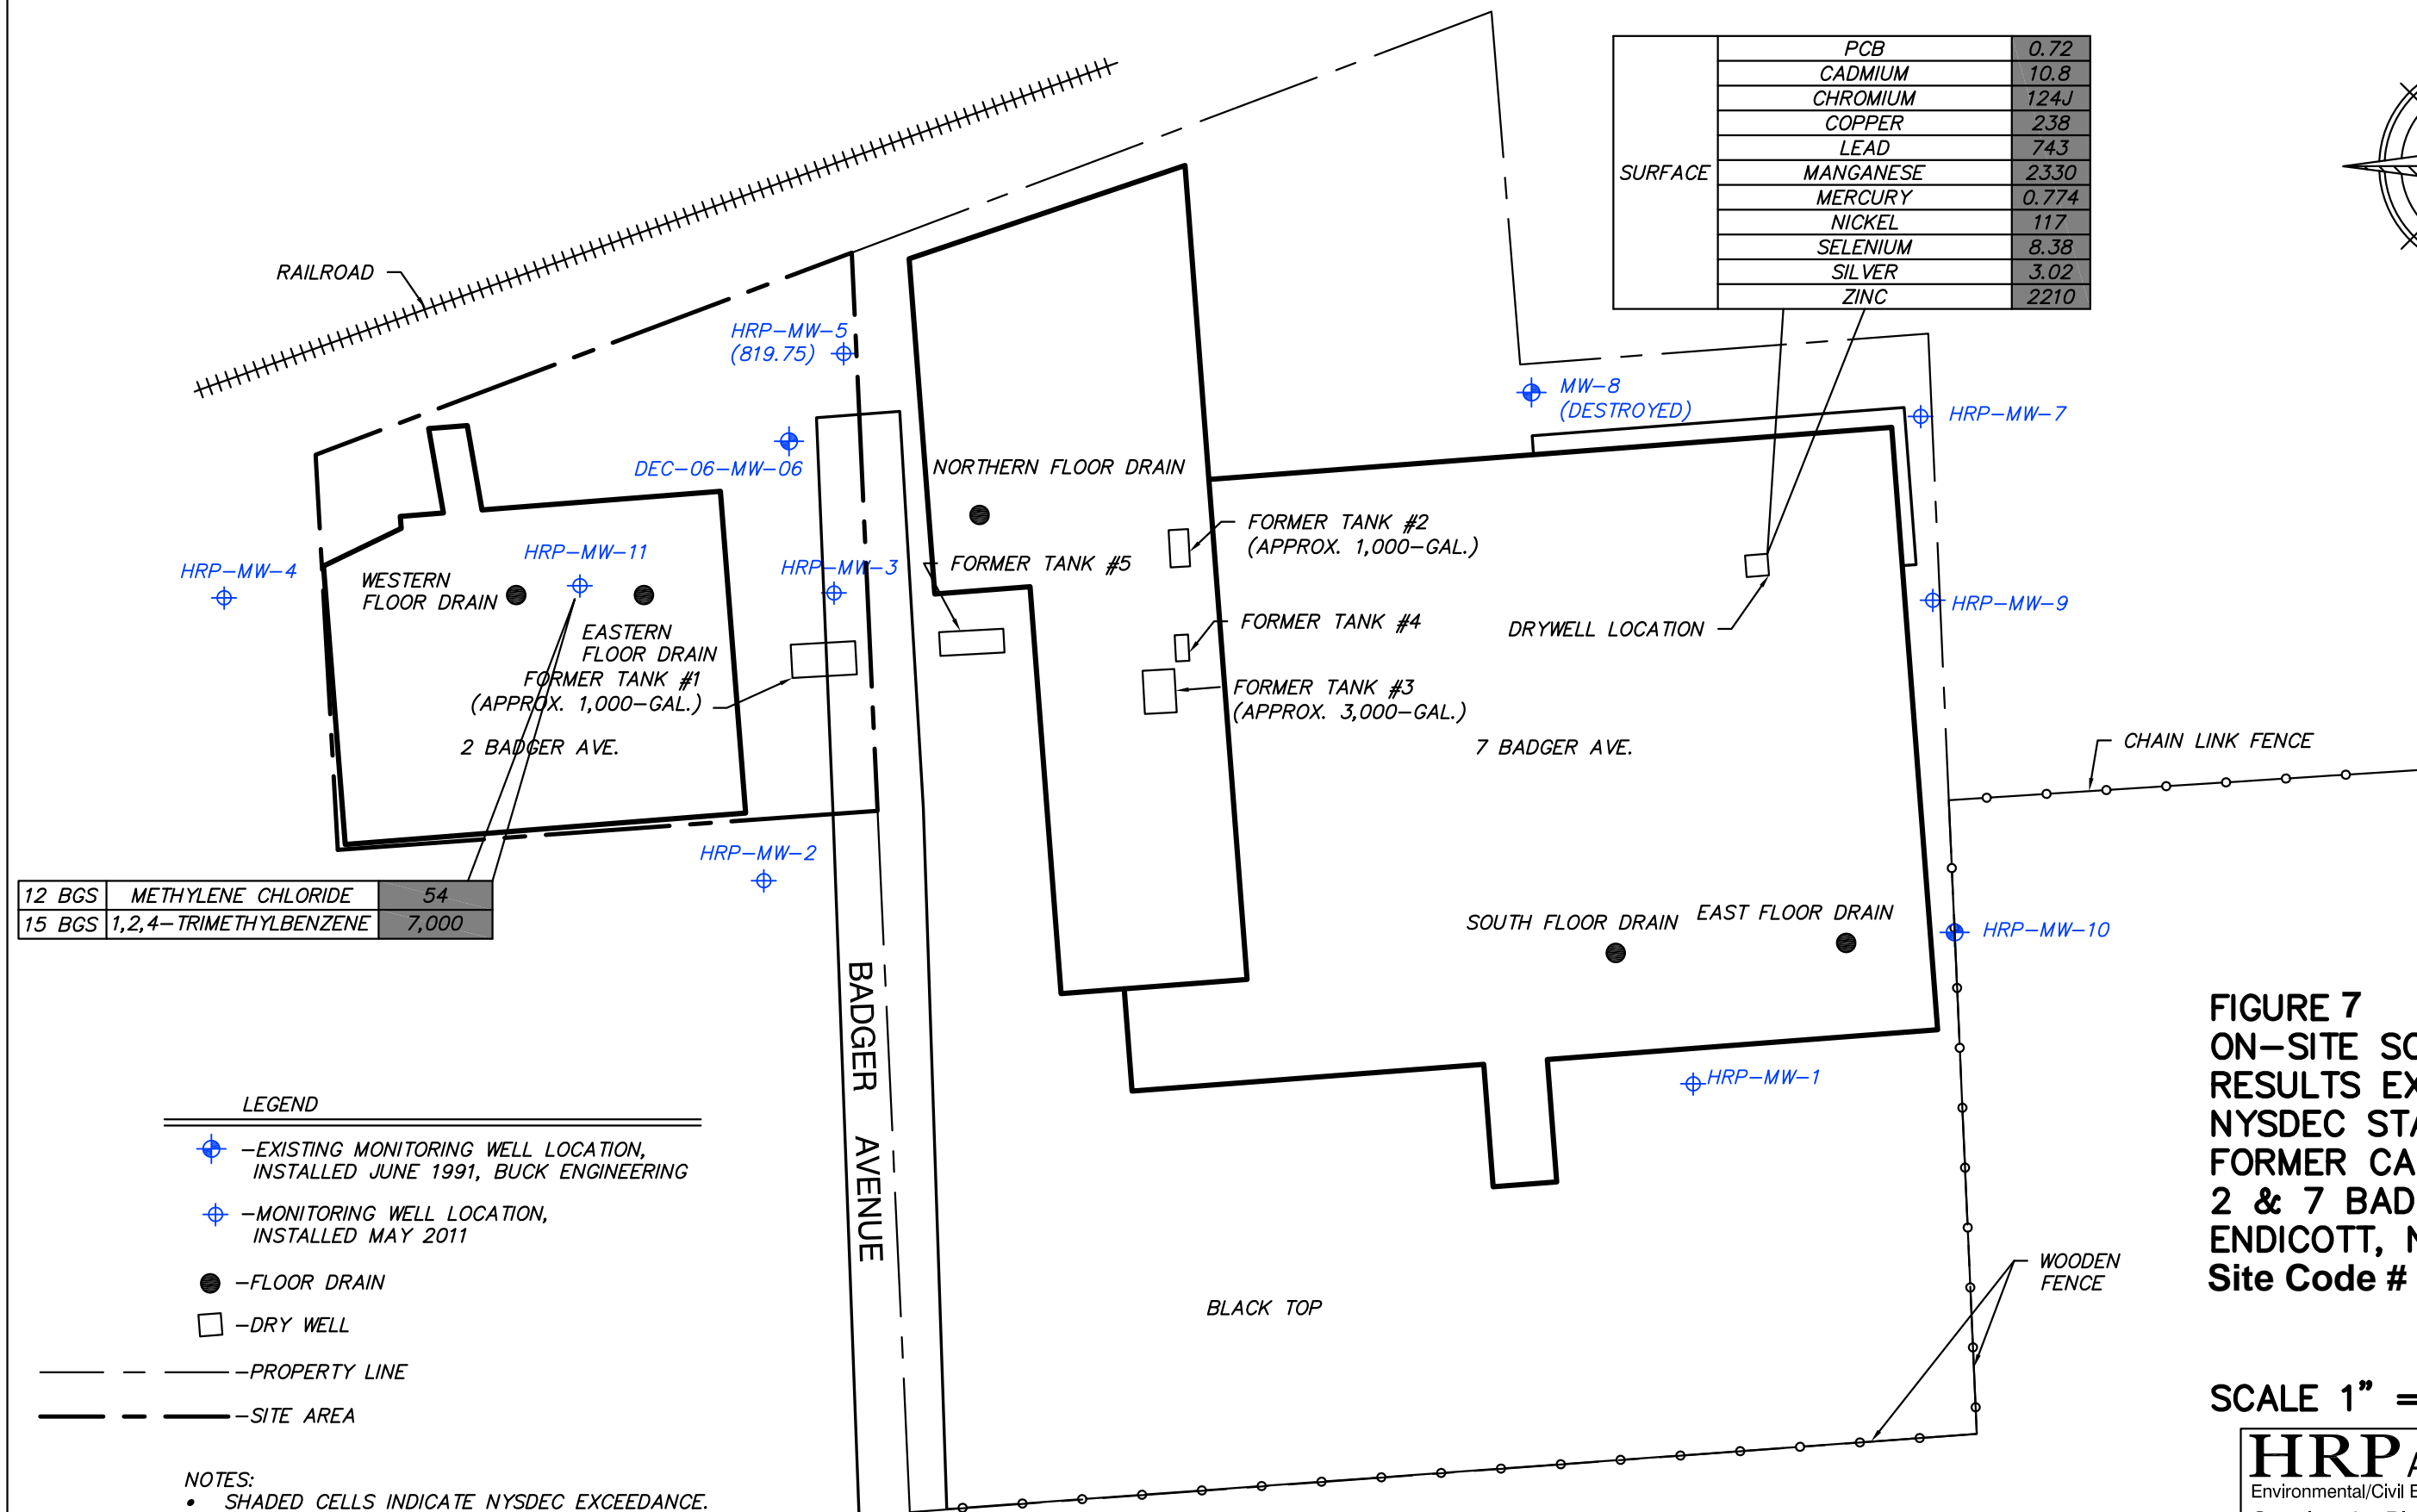 PCB 0.72
CADMIUM 10.8
CHROMIUM 124J
COPPER 238
LEAD 743
SURFACE MANGANESE 2330
MERCURY 0.774
NICKEL 117
SELENIUM 8.38
SILVER 3.02
ZINC 2210
RAILROAD
HRP-MW-5
(819.75)
MW-8
(DESTROYED)
HRP-MW-7
DEC-06-MW-06
NORTHERN FLOOR DRAIN
FORMER TANK #2
(APPROX. 1,000-GAL.)
HRP-MW-4
WESTERN
FLOOR DRAIN
HRP-MW-11
HRP-MW-3
FORMER TANK #5
EASTERN
FLOOR DRAIN
FORMER TANK #4
DRYWELL LOCATION
HRP-MW-9
FORMER TANK #1
(APPROX. 1,000-GAL.)
FORMER TANK #3
(APPROX. 3,000-GAL.)
2 BADGER AVE.
7 BADGER AVE.
CHAIN LINK FENCE
HRP-MW-2
12 BGS METHYLENE CHLORIDE 54
15 BGS 1,2,4-TRIMETHYLBENZENE 7,000
SOUTH FLOOR DRAIN
EAST FLOOR DRAIN
HRP-MW-10
BADGER AVENUE
HRP-MW-1
BLACK TOP
WOODEN
FENCE
LEGEND
-EXISTING MONITORING WELL LOCATION,
INSTALLED JUNE 1991, BUCK ENGINEERING
-MONITORING WELL LOCATION,
INSTALLED MAY 2011
-FLOOR DRAIN
-DRY WELL
-PROPERTY LINE
-SITE AREA
NOTES:
• SHADED CELLS INDICATE NYSDEC EXCEEDANCE.
FIGURE 7
ON-SITE SO
RESULTS EX
NYSDEC STA
FORMER CA
2 & 7 BAD
ENDICOTT, N
Site Code #
SCALE 1" =
HRP A
Environmental/Civil E